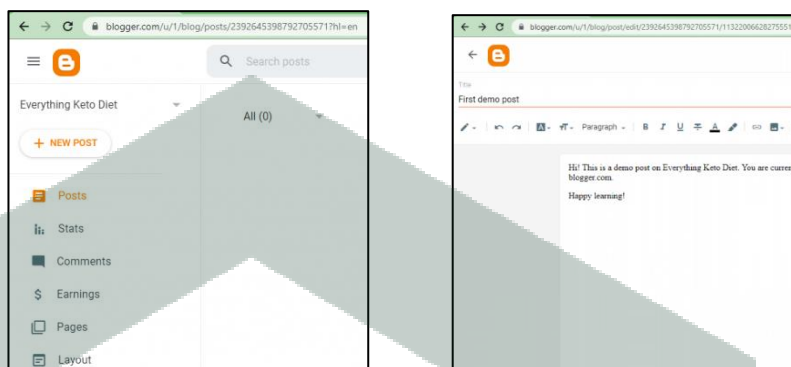 blogger.com/u/1/blog/posts/2392645398792705571?hl=en
Search posts
Everything Keto Diet
All (0)
+ NEW POST
Posts
Stats
Comments
$ Earnings
Pages
Layout
blogger.com/u/1/blog/post/edit/2392645398792705571/11322006628275551
Title
First demo post
Paragraph
B I U A
Hi! This is a demo post on Everything Keto Diet. You are curren
blogger.com.
Happy learning!